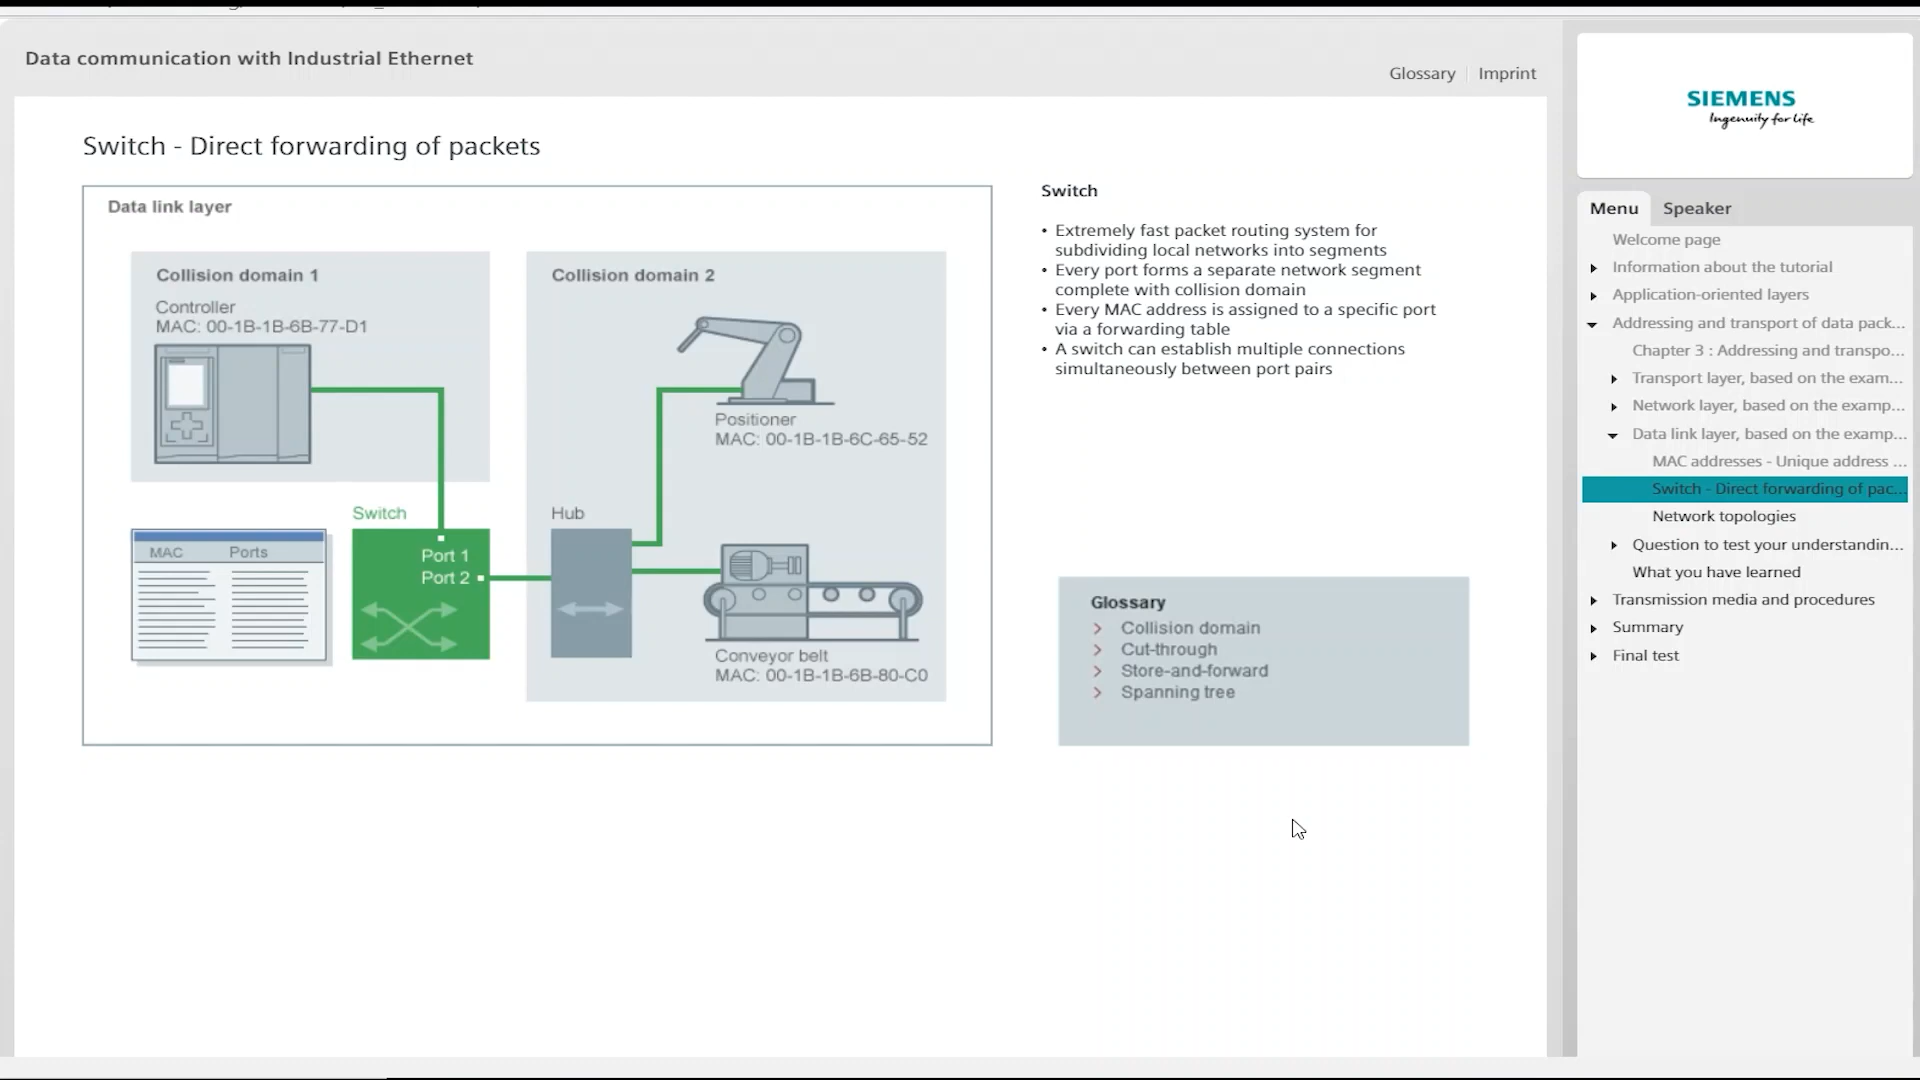 Data communication with Industrial Ethernet
Glossary
Imprint
Switch - Direct forwarding of packets
Data link layer
Collision domain 1
Controller
MAC: 00-1B-1B-6B-77-D1
Collision domain 2
Positioner
MAC: 00-1B-1B-6C-65-52
Switch
Port 1
Port 2
Hub
MAC
Ports
Conveyor belt
MAC: 00-1B-1B-6B-80-C0
Switch
• Extremely fast packet routing system for
subdividing local networks into segments
• Every port forms a separate network segment
complete with collision domain
• Every MAC address is assigned to a specific port
via a forwarding table
• A switch can establish multiple connections
simultaneously between port pairs
Glossary
Collision domain
Cut-through
Store-and-forward
Spanning tree
SIEMENS
Ingenuity for life
Menu
Speaker
Welcome page
Information about the tutorial
Application-oriented layers
Addressing and transport of data pack...
Chapter 3 : Addressing and transpo...
Transport layer, based on the exam...
Network layer, based on the examp...
Data link layer, based on the examp...
MAC addresses - Unique address ...
Switch - Direct forwarding of pac...
Network topologies
Question to test your understandin...
What you have learned
Transmission media and procedures
Summary
Final test